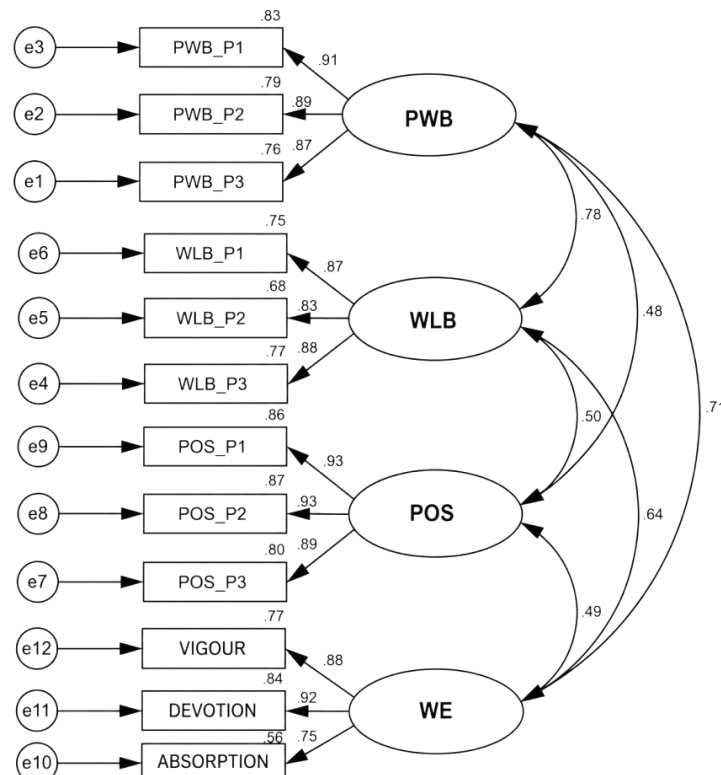 .83
e3 PWB_P1
.91
.79
e2 PWB_P2 .89 PWB
.76 .87
e1 PWB_P3
.78
.75
e6 WLB_P1
.87
.68
e5 WLB_P2 .83 WLB .48
.77 .88
e4 WLB_P3
.71
.86 .50
e9 POS_P1
.93
.87
e8 POS_P2 .93 POS .64
.80 .89
e7 POS_P3
.49
.77
e12 VIGOUR
.88
.84
e11 DEVOTION .92 WE
.56 .75
e10 ABSORPTION